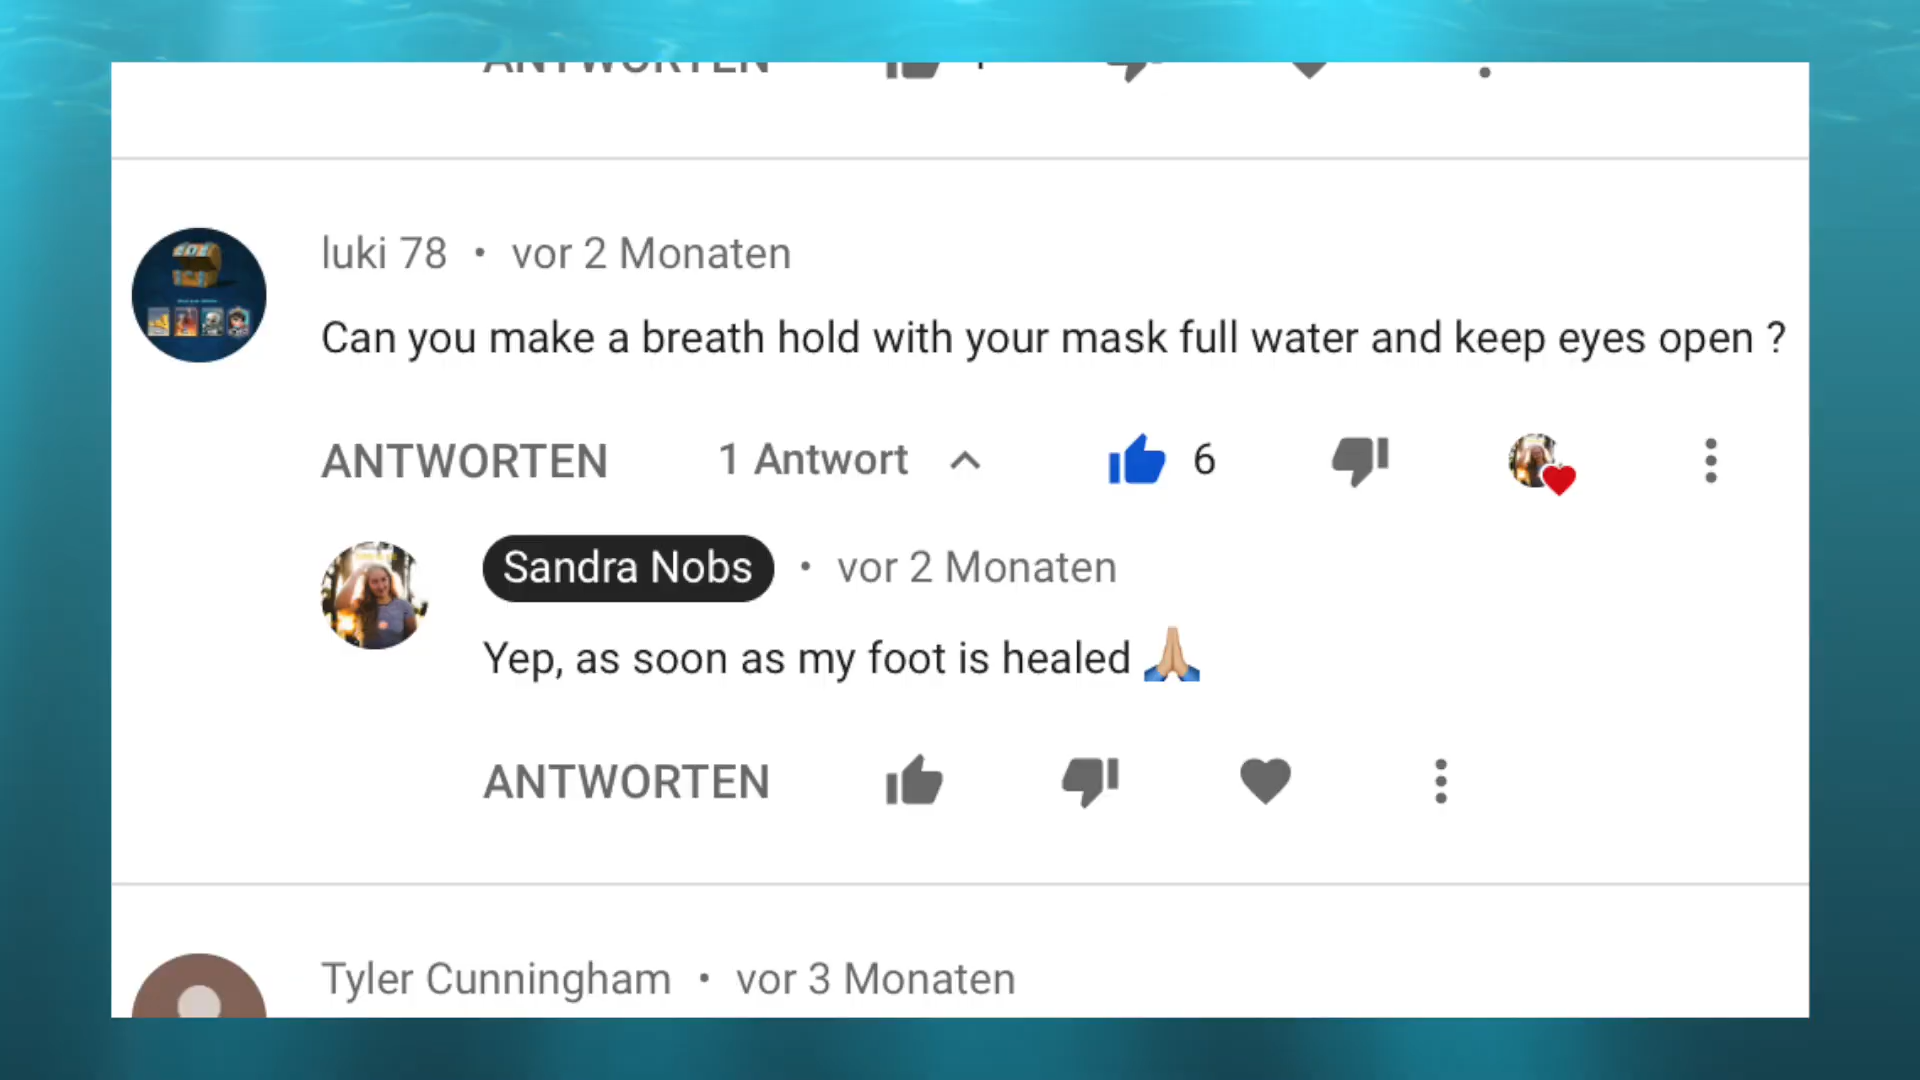 ANTWORTEN
luki 78 • vor 2 Monaten
Can you make a breath hold with your mask full water and keep eyes open ?
ANTWORTEN 1 Antwort 6
Sandra Nobs • vor 2 Monaten
Yep, as soon as my foot is healed 🙏🏼
ANTWORTEN
Tyler Cunningham • vor 3 Monaten